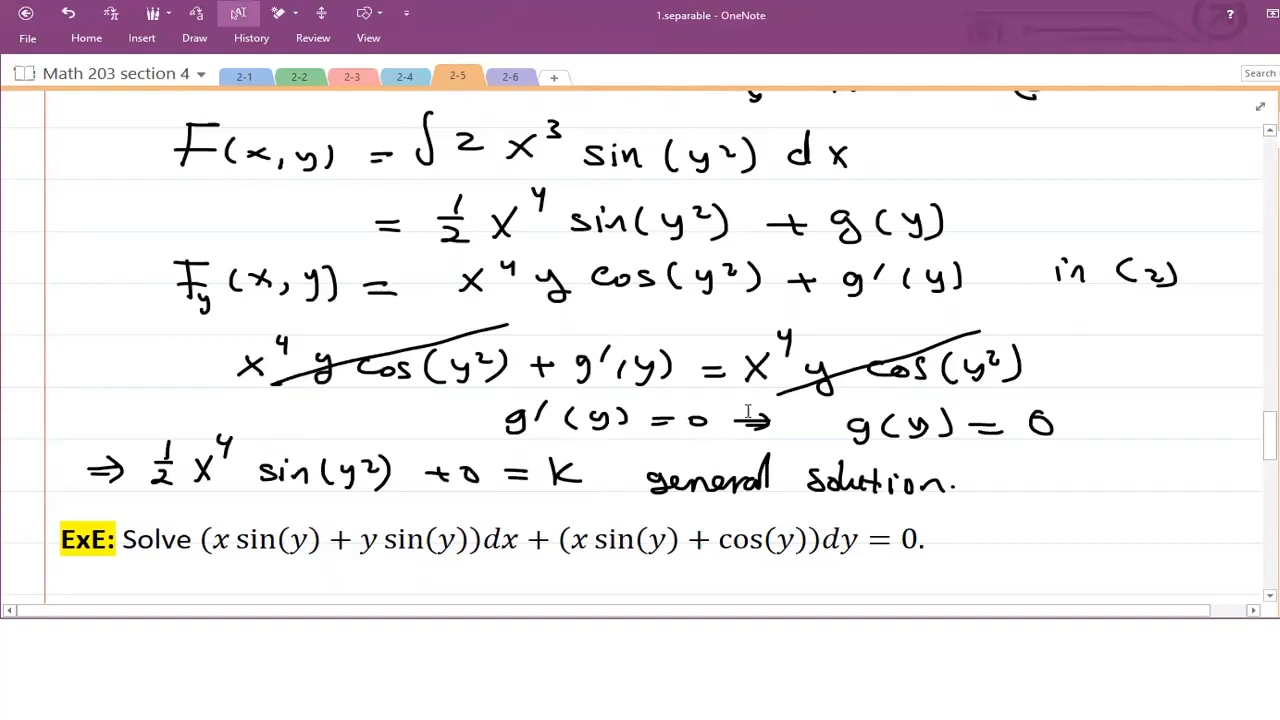 1.separable - OneNote
File Home Insert Draw History Review View
Math 203 section 4 2-1 2-2 2-3 2-4 2-5 2-6 Search
F(x, y) = ∫ 2 x³ sin (y²) dx
= 1/2 x⁴ sin(y²) + g(y)
F_y (x, y) = x⁴ y cos(y²) + g'(y) in (2)
x⁴ y cos(y²) + g'(y) = x⁴ y cos(y²)
g'(y) = 0 ⇒ g(y) = 0
⇒ 1/2 x⁴ sin(y²) + 0 = K general solution.
ExE: Solve (x sin(y) + y sin(y))dx + (x sin(y) + cos(y))dy = 0.